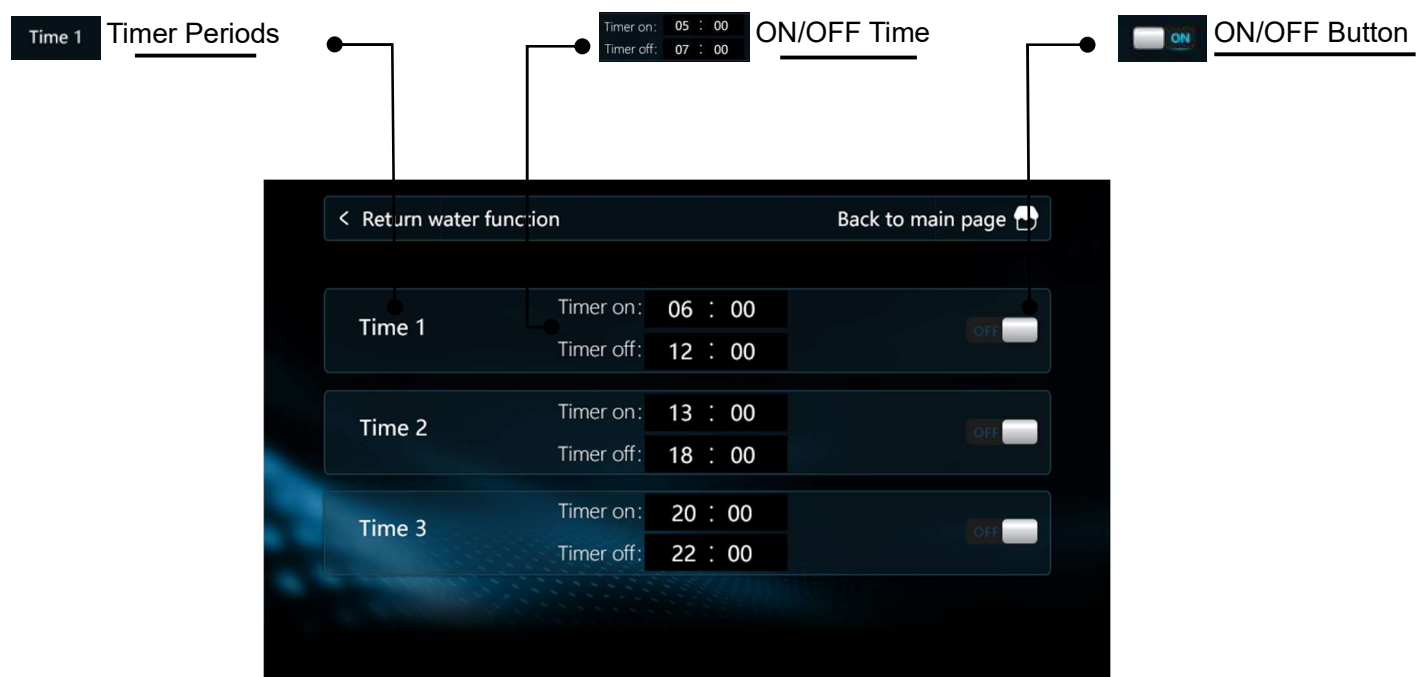 Time 1 Timer Periods
Timer on: 05 : 00
Timer off: 07 : 00
ON/OFF Time
ON ON/OFF Button
< Return water function Back to main page
Time 1
Timer on: 06 : 00
Timer off: 12 : 00
OFF
Time 2
Timer on: 13 : 00
Timer off: 18 : 00
OFF
Time 3
Timer on: 20 : 00
Timer off: 22 : 00
OFF